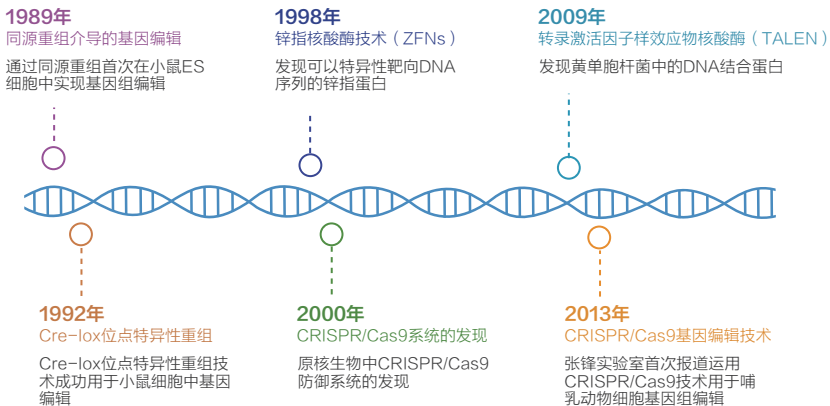 1989年
同源重组介导的基因编辑
通过同源重组首次在小鼠ES
细胞中实现基因组编辑
1998年
锌指核酸酶技术（ZFNs）
发现可以特异性靶向DNA
序列的锌指蛋白
2009年
转录激活因子样效应物核酸酶（TALEN）
发现黄单胞杆菌中的DNA结合蛋白
1992年
Cre-lox位点特异性重组
Cre-lox位点特异性重组技
术成功用于小鼠细胞中基因
编辑
2000年
CRISPR/Cas9系统的发现
原核生物中CRISPR/Cas9
防御系统的发现
2013年
CRISPR/Cas9基因编辑技术
张锋实验室首次报道运用
CRISPR/Cas9技术用于哺
乳动物细胞基因组编辑